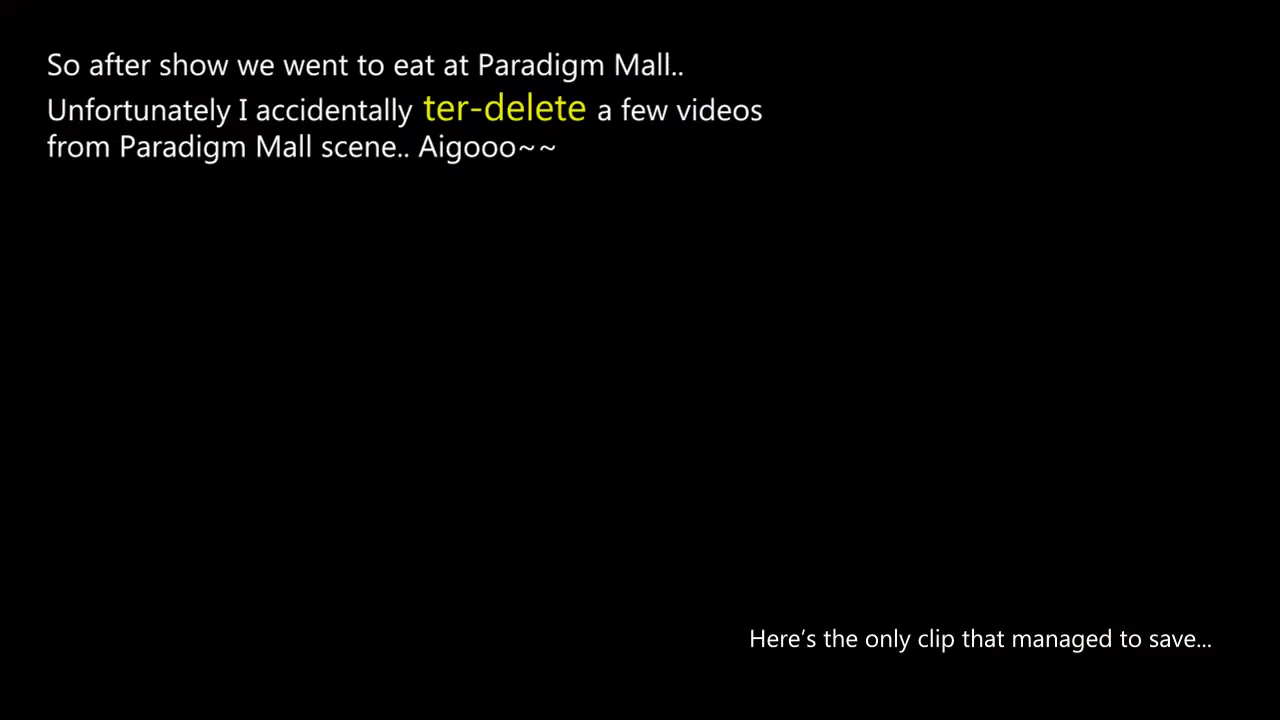 So after show we went to eat at Paradigm Mall..
Unfortunately I accidentally ter-delete a few videos
from Paradigm Mall scene.. Aigooo~~
Here's the only clip that managed to save...